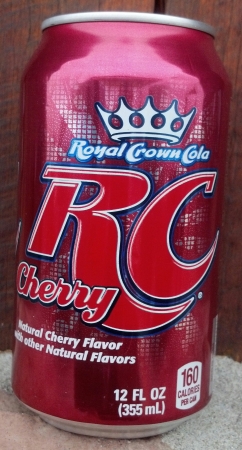 Royal Crown Cola
RC
Cherry
®
Natural Cherry Flavor
with other Natural Flavors
12 FL OZ
(355 mL)
160
CALORIES
PER CAN